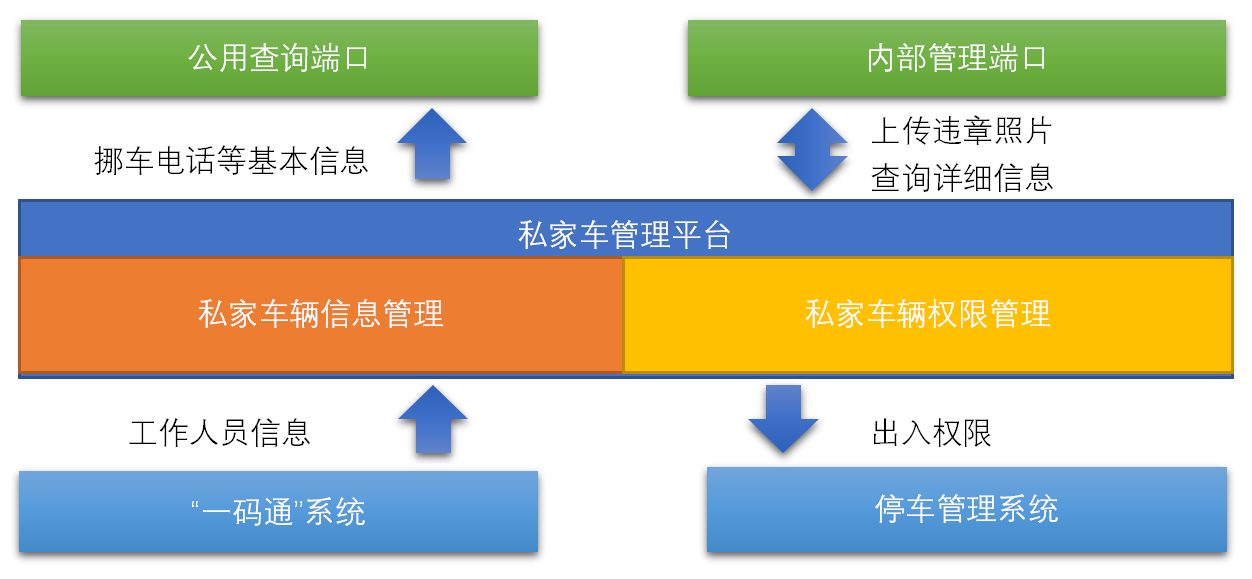 公用查询端口
内部管理端口
挪车电话等基本信息
上传违章照片
查询详细信息
私家车管理平台
私家车辆信息管理
私家车辆权限管理
工作人员信息
出入权限
“一码通”系统
停车管理系统